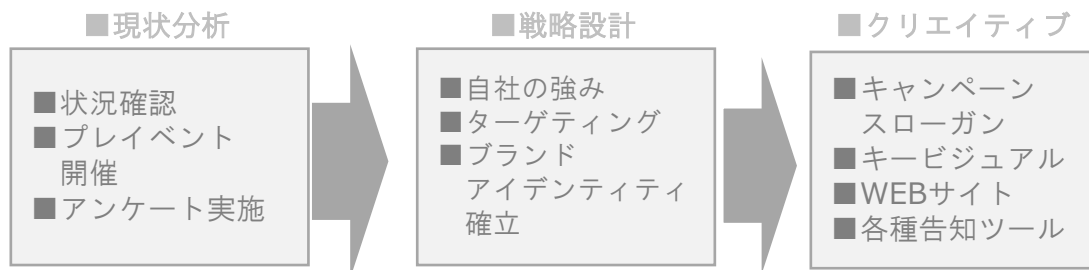 ■現状分析
■状況確認
■プレイベント
開催
■アンケート実施
■戦略設計
■自社の強み
■ターゲティング
■ブランド
アイデンティティ
確立
■クリエイティブ
■キャンペーン
スローガン
■キービジュアル
■WEBサイト
■各種告知ツール